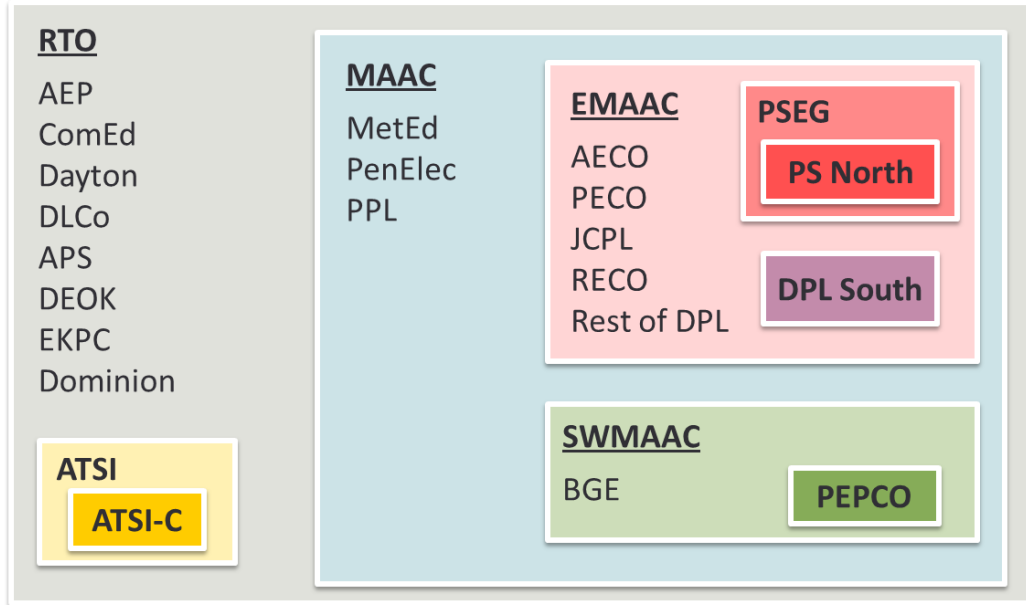 RTO
AEP
ComEd
Dayton
DLCo
APS
DEOK
EKPC
Dominion
ATSI
ATSI-C
MAAC
MetEd
PenElec
PPL
EMAAC
AECO
PECO
JCPL
RECO
Rest of DPL
PSEG
PS North
DPL South
SWMAAC
BGE
PEPCO